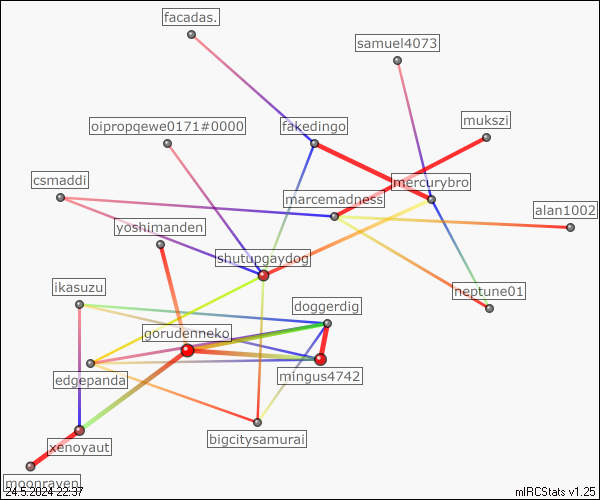 facadas.
samuel4073
oipropqewe0171#0000
fakedingo
mukszi
csmaddi
mercurybro
marcemadness
alan1002
yoshimanden
shutupgaydog
ikasuzu
neptune01
doggerdig
gorudenneko
edgepanda
mingus4742
xenoyaut
bigcitysamurai
moonraven
24.5.2024 22:37
mIRCStats v1.25